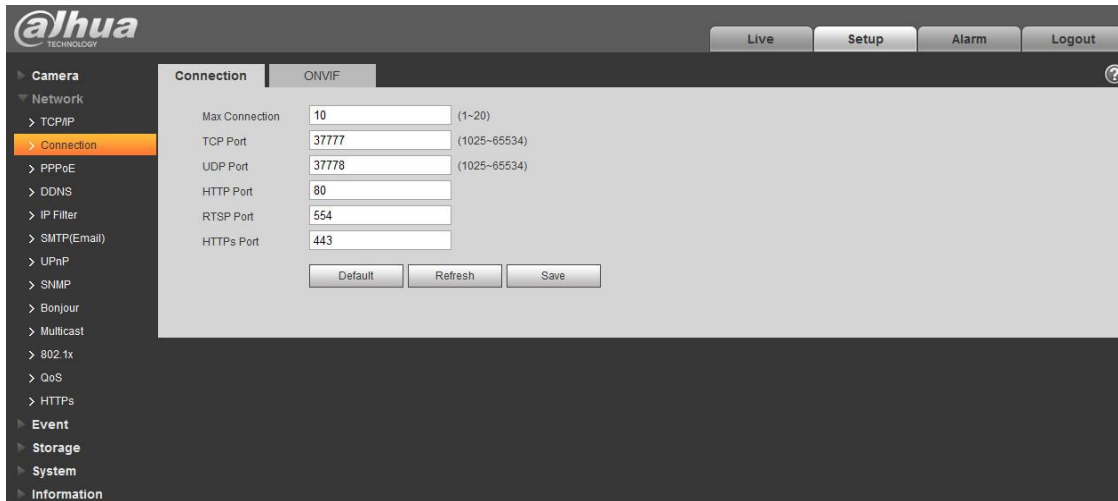 alhua
TECHNOLOGY
Live
Setup
Alarm
Logout
Camera
Network
> TCP/IP
> Connection
> PPPoE
> DDNS
> IP Filter
> SMTP(Email)
> UPnP
> SNMP
> Bonjour
> Multicast
> 802.1x
> QoS
> HTTPs
Event
Storage
System
Information
Connection
ONVIF
?
Max Connection 10 (1~20)
TCP Port 37777 (1025~65534)
UDP Port 37778 (1025~65534)
HTTP Port 80
RTSP Port 554
HTTPs Port 443
Default Refresh Save